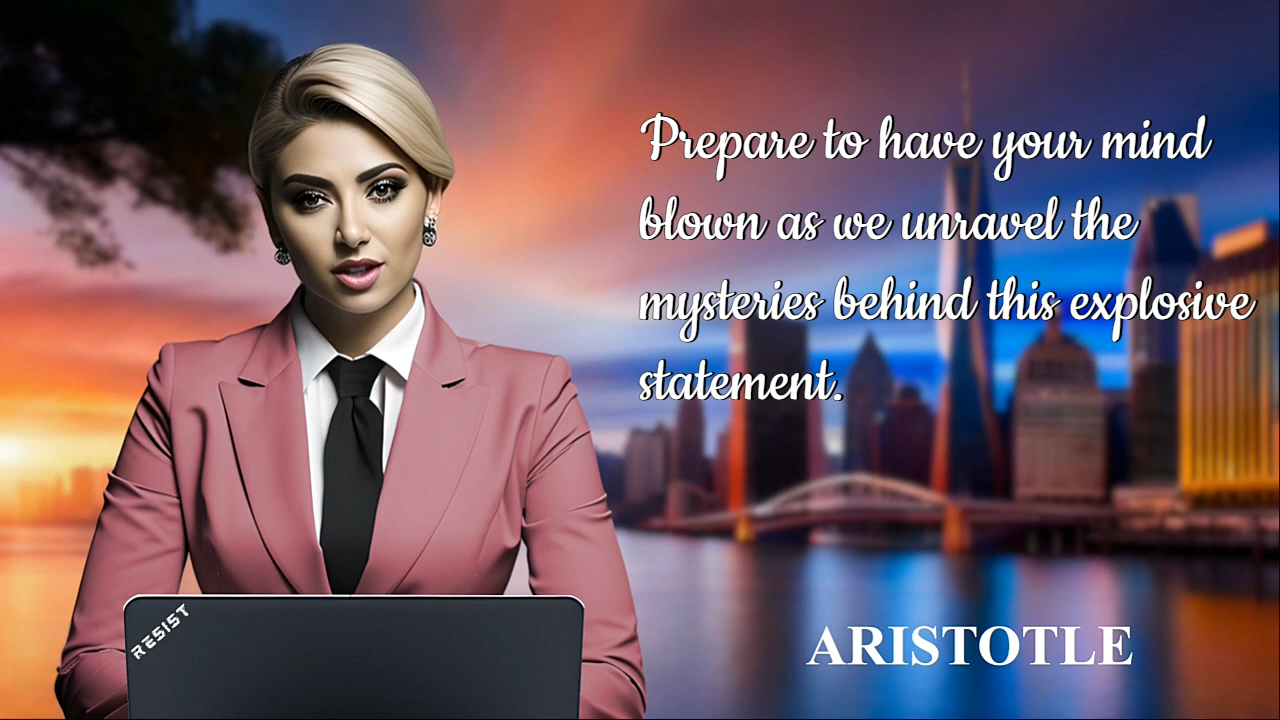 Prepare to have your mind
blown as we unravel the
mysteries behind this explosive
statement.
RESIST
ARISTOTLE